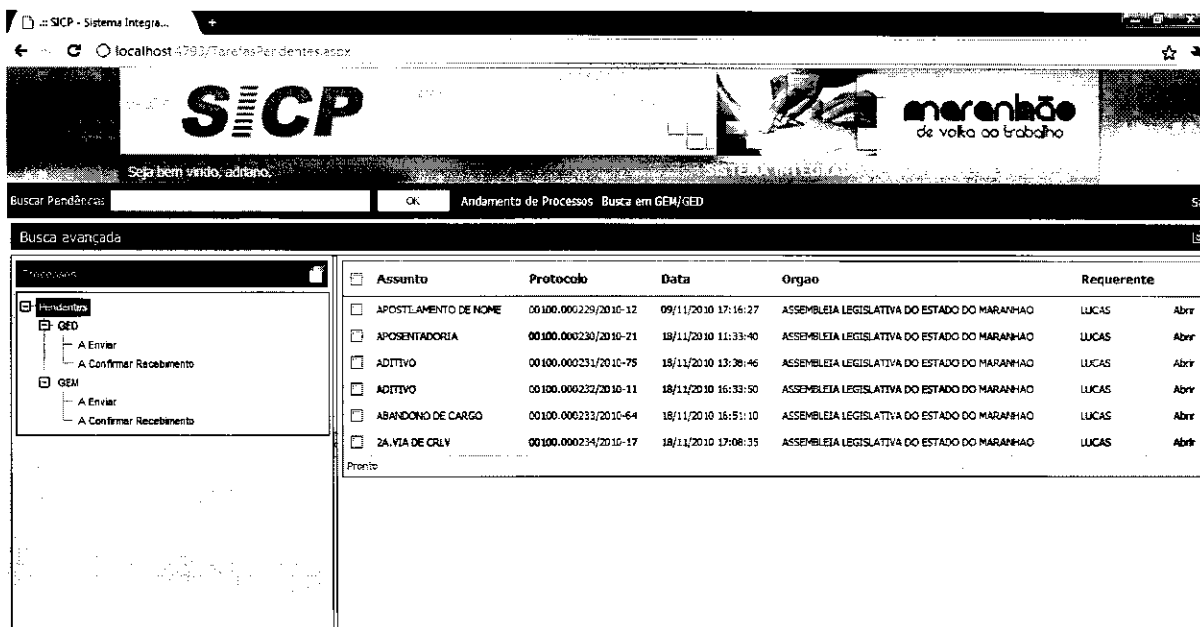 .:: SICP - Sistema Integra...
localhost:4793/TarefasPendentes.aspx
SICP
maranhão
de volta ao trabalho
Seja bem vindo, adriano.
SISTEMA
Buscar Pendências
OK
Andamento de Processos Busca em GEM/GED
Busca avançada
Processos
Pendentes
GED
A Enviar
A Confirmar Recebimento
GEM
A Enviar
A Confirmar Recebimento
Assunto Protocolo Data Orgao Requerente
APOSTILAMENTO DE NOME 00100.000229/2010-12 09/11/2010 17:16:27 ASSEMBLEIA LEGISLATIVA DO ESTADO DO MARANHAO LUCAS Abrir
APOSENTADORIA 00100.000230/2010-21 18/11/2010 11:33:40 ASSEMBLEIA LEGISLATIVA DO ESTADO DO MARANHAO LUCAS Abrir
ADITIVO 00100.000231/2010-75 18/11/2010 13:38:46 ASSEMBLEIA LEGISLATIVA DO ESTADO DO MARANHAO LUCAS Abrir
ADITIVO 00100.000232/2010-11 18/11/2010 16:33:50 ASSEMBLEIA LEGISLATIVA DO ESTADO DO MARANHAO LUCAS Abrir
ABANDONO DE CARGO 00100.000233/2010-64 18/11/2010 16:51:10 ASSEMBLEIA LEGISLATIVA DO ESTADO DO MARANHAO LUCAS Abrir
2A.VIA DE CRLV 00100.000234/2010-17 18/11/2010 17:08:35 ASSEMBLEIA LEGISLATIVA DO ESTADO DO MARANHAO LUCAS Abrir
Pronto